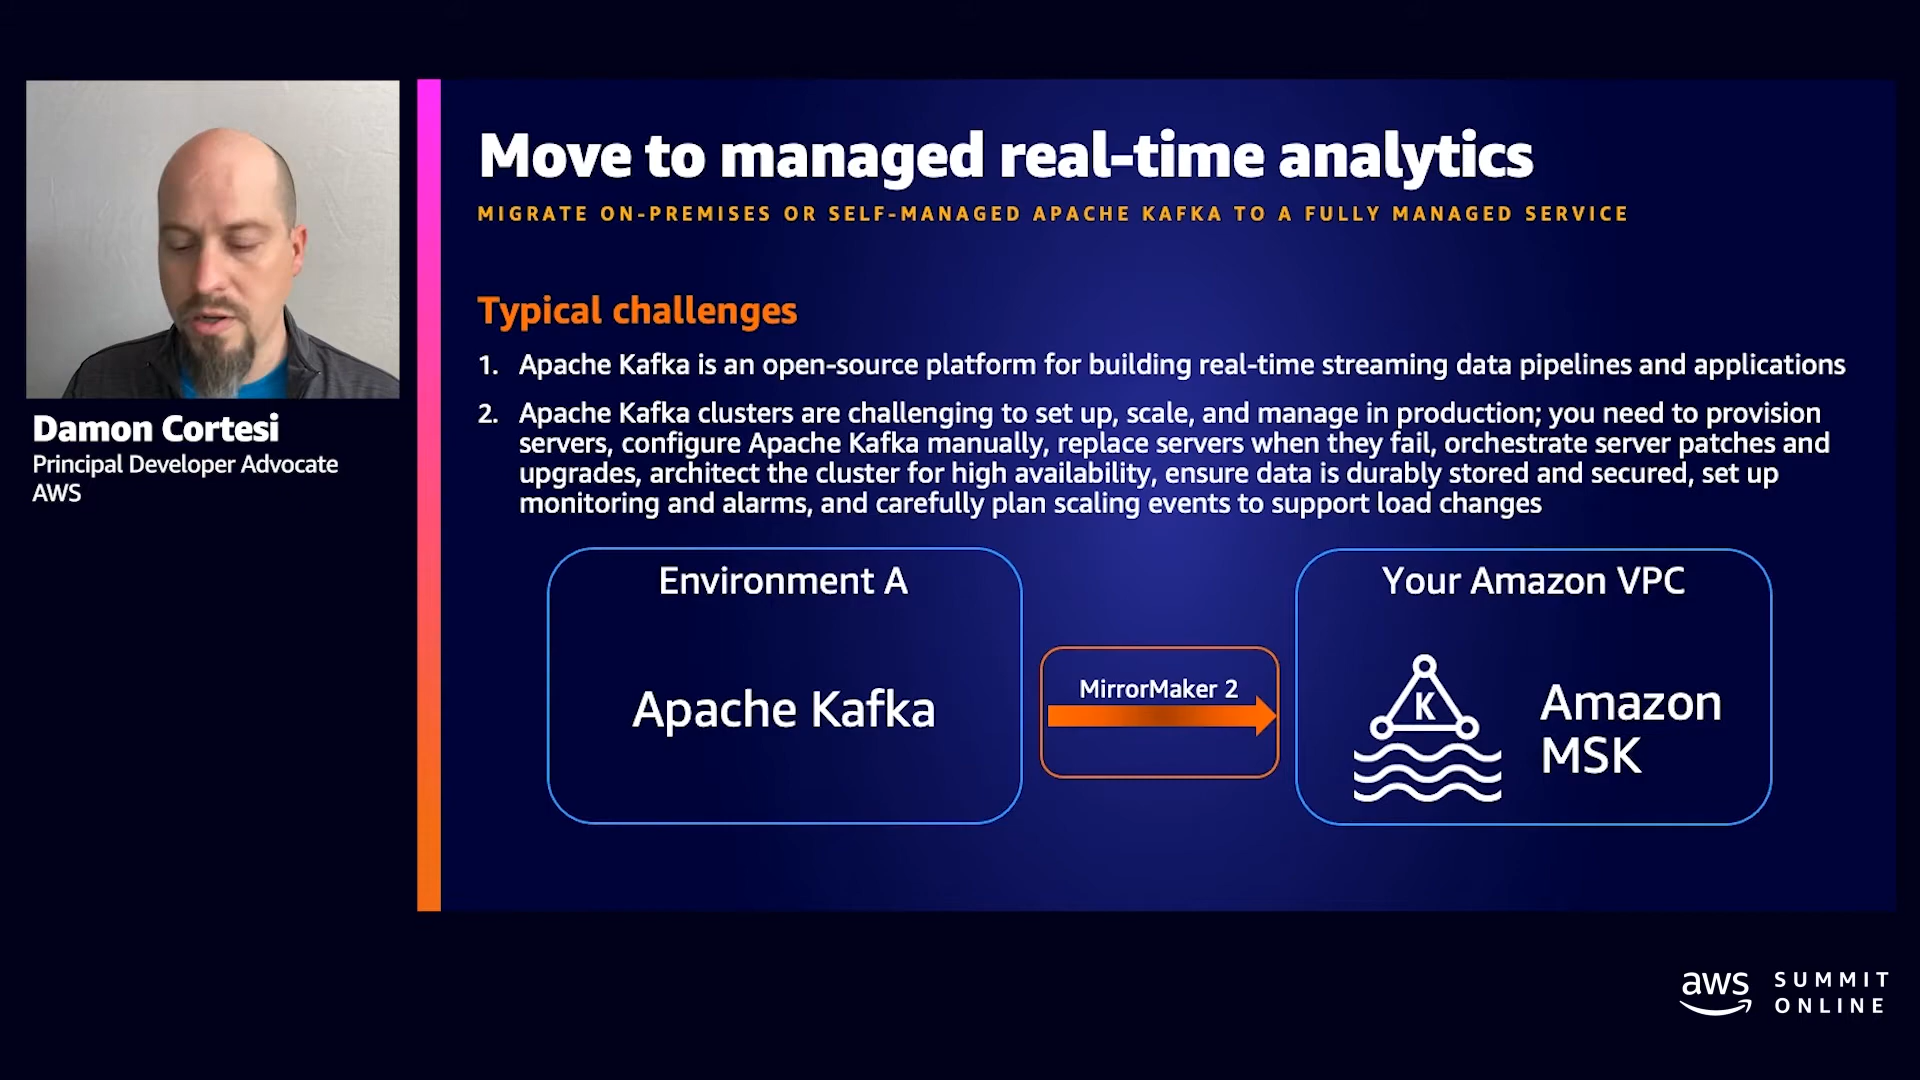 Move to managed real-time analytics
MIGRATE ON-PREMISES OR SELF-MANAGED APACHE KAFKA TO A FULLY MANAGED SERVICE
Typical challenges
1. Apache Kafka is an open-source platform for building real-time streaming data pipelines and applications
2. Apache Kafka clusters are challenging to set up, scale, and manage in production; you need to provision
servers, configure Apache Kafka manually, replace servers when they fail, orchestrate server patches and
upgrades, architect the cluster for high availability, ensure data is durably stored and secured, set up
monitoring and alarms, and carefully plan scaling events to support load changes
Damon Cortesi
Principal Developer Advocate
AWS
Environment A
Apache Kafka
MirrorMaker 2
Your Amazon VPC
K
Amazon
MSK
aws
SUMMIT
ONLINE